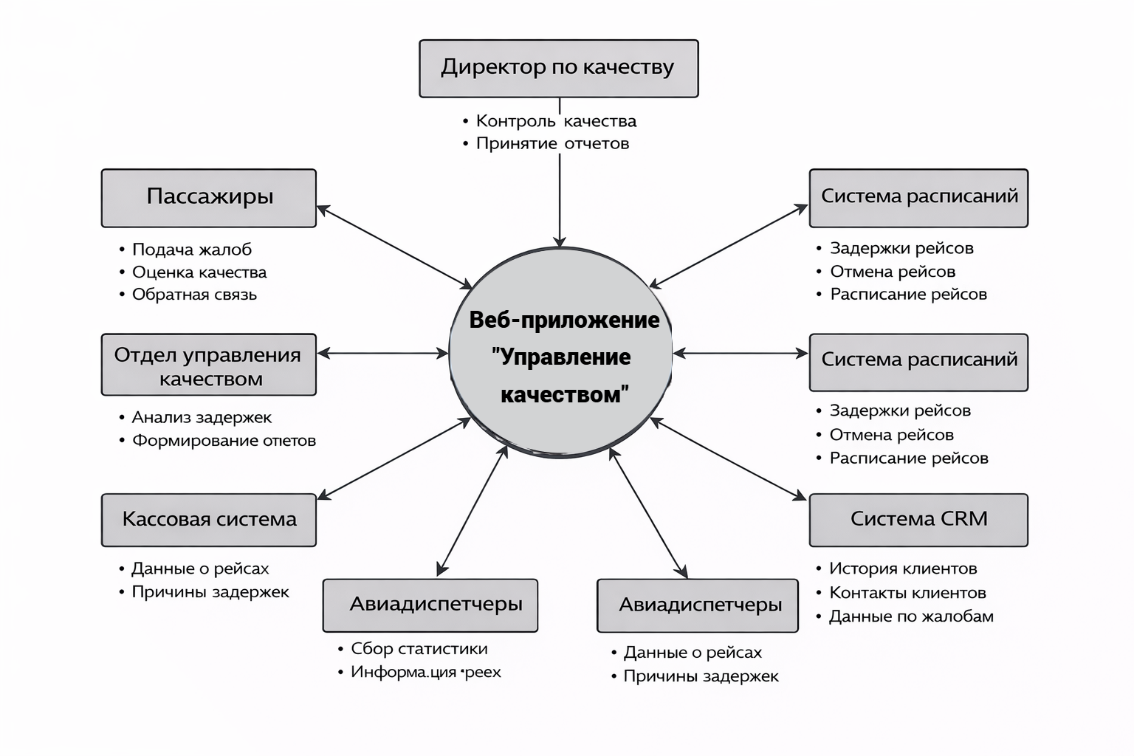 Директор по качеству
• Контроль качества
• Принятие отчетов
Пассажиры
• Подача жалоб
• Оценка качества
• Обратная связь
Система расписаний
• Задержки рейсов
• Отмена рейсов
• Расписание рейсов
Веб-приложение
"Управление
качеством"
Отдел управления
качеством
• Анализ задержек
• Формирование опетов
Система расписаний
• Задержки рейсов
• Отмена рейсов
• Расписание рейсов
Кассовая система
• Данные о рейсах
• Причины задержек
Авиадиспетчеры
• Сбор статистики
• Информа.ция •реех
Авиадиспетчеры
• Данные о рейсах
• Причины задержек
Система CRM
• История клиентов
• Контакты клиентов
• Данные по жалобам